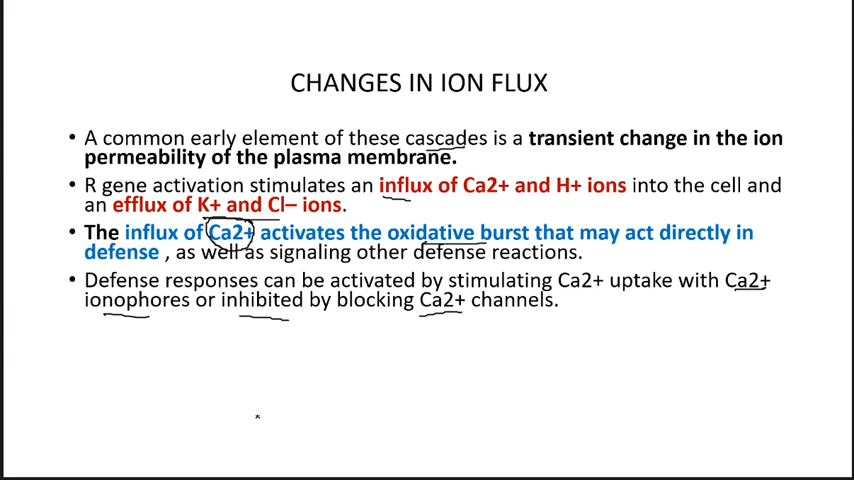 CHANGES IN ION FLUX
• A common early element of these cascades is a transient change in the ion
permeability of the plasma membrane.
• R gene activation stimulates an influx of Ca2+ and H+ ions into the cell and
an efflux of K+ and Cl– ions.
• The influx of Ca2+ activates the oxidative burst that may act directly in
defense , as well as signaling other defense reactions.
• Defense responses can be activated by stimulating Ca2+ uptake with Ca2+
ionophores or inhibited by blocking Ca2+ channels.